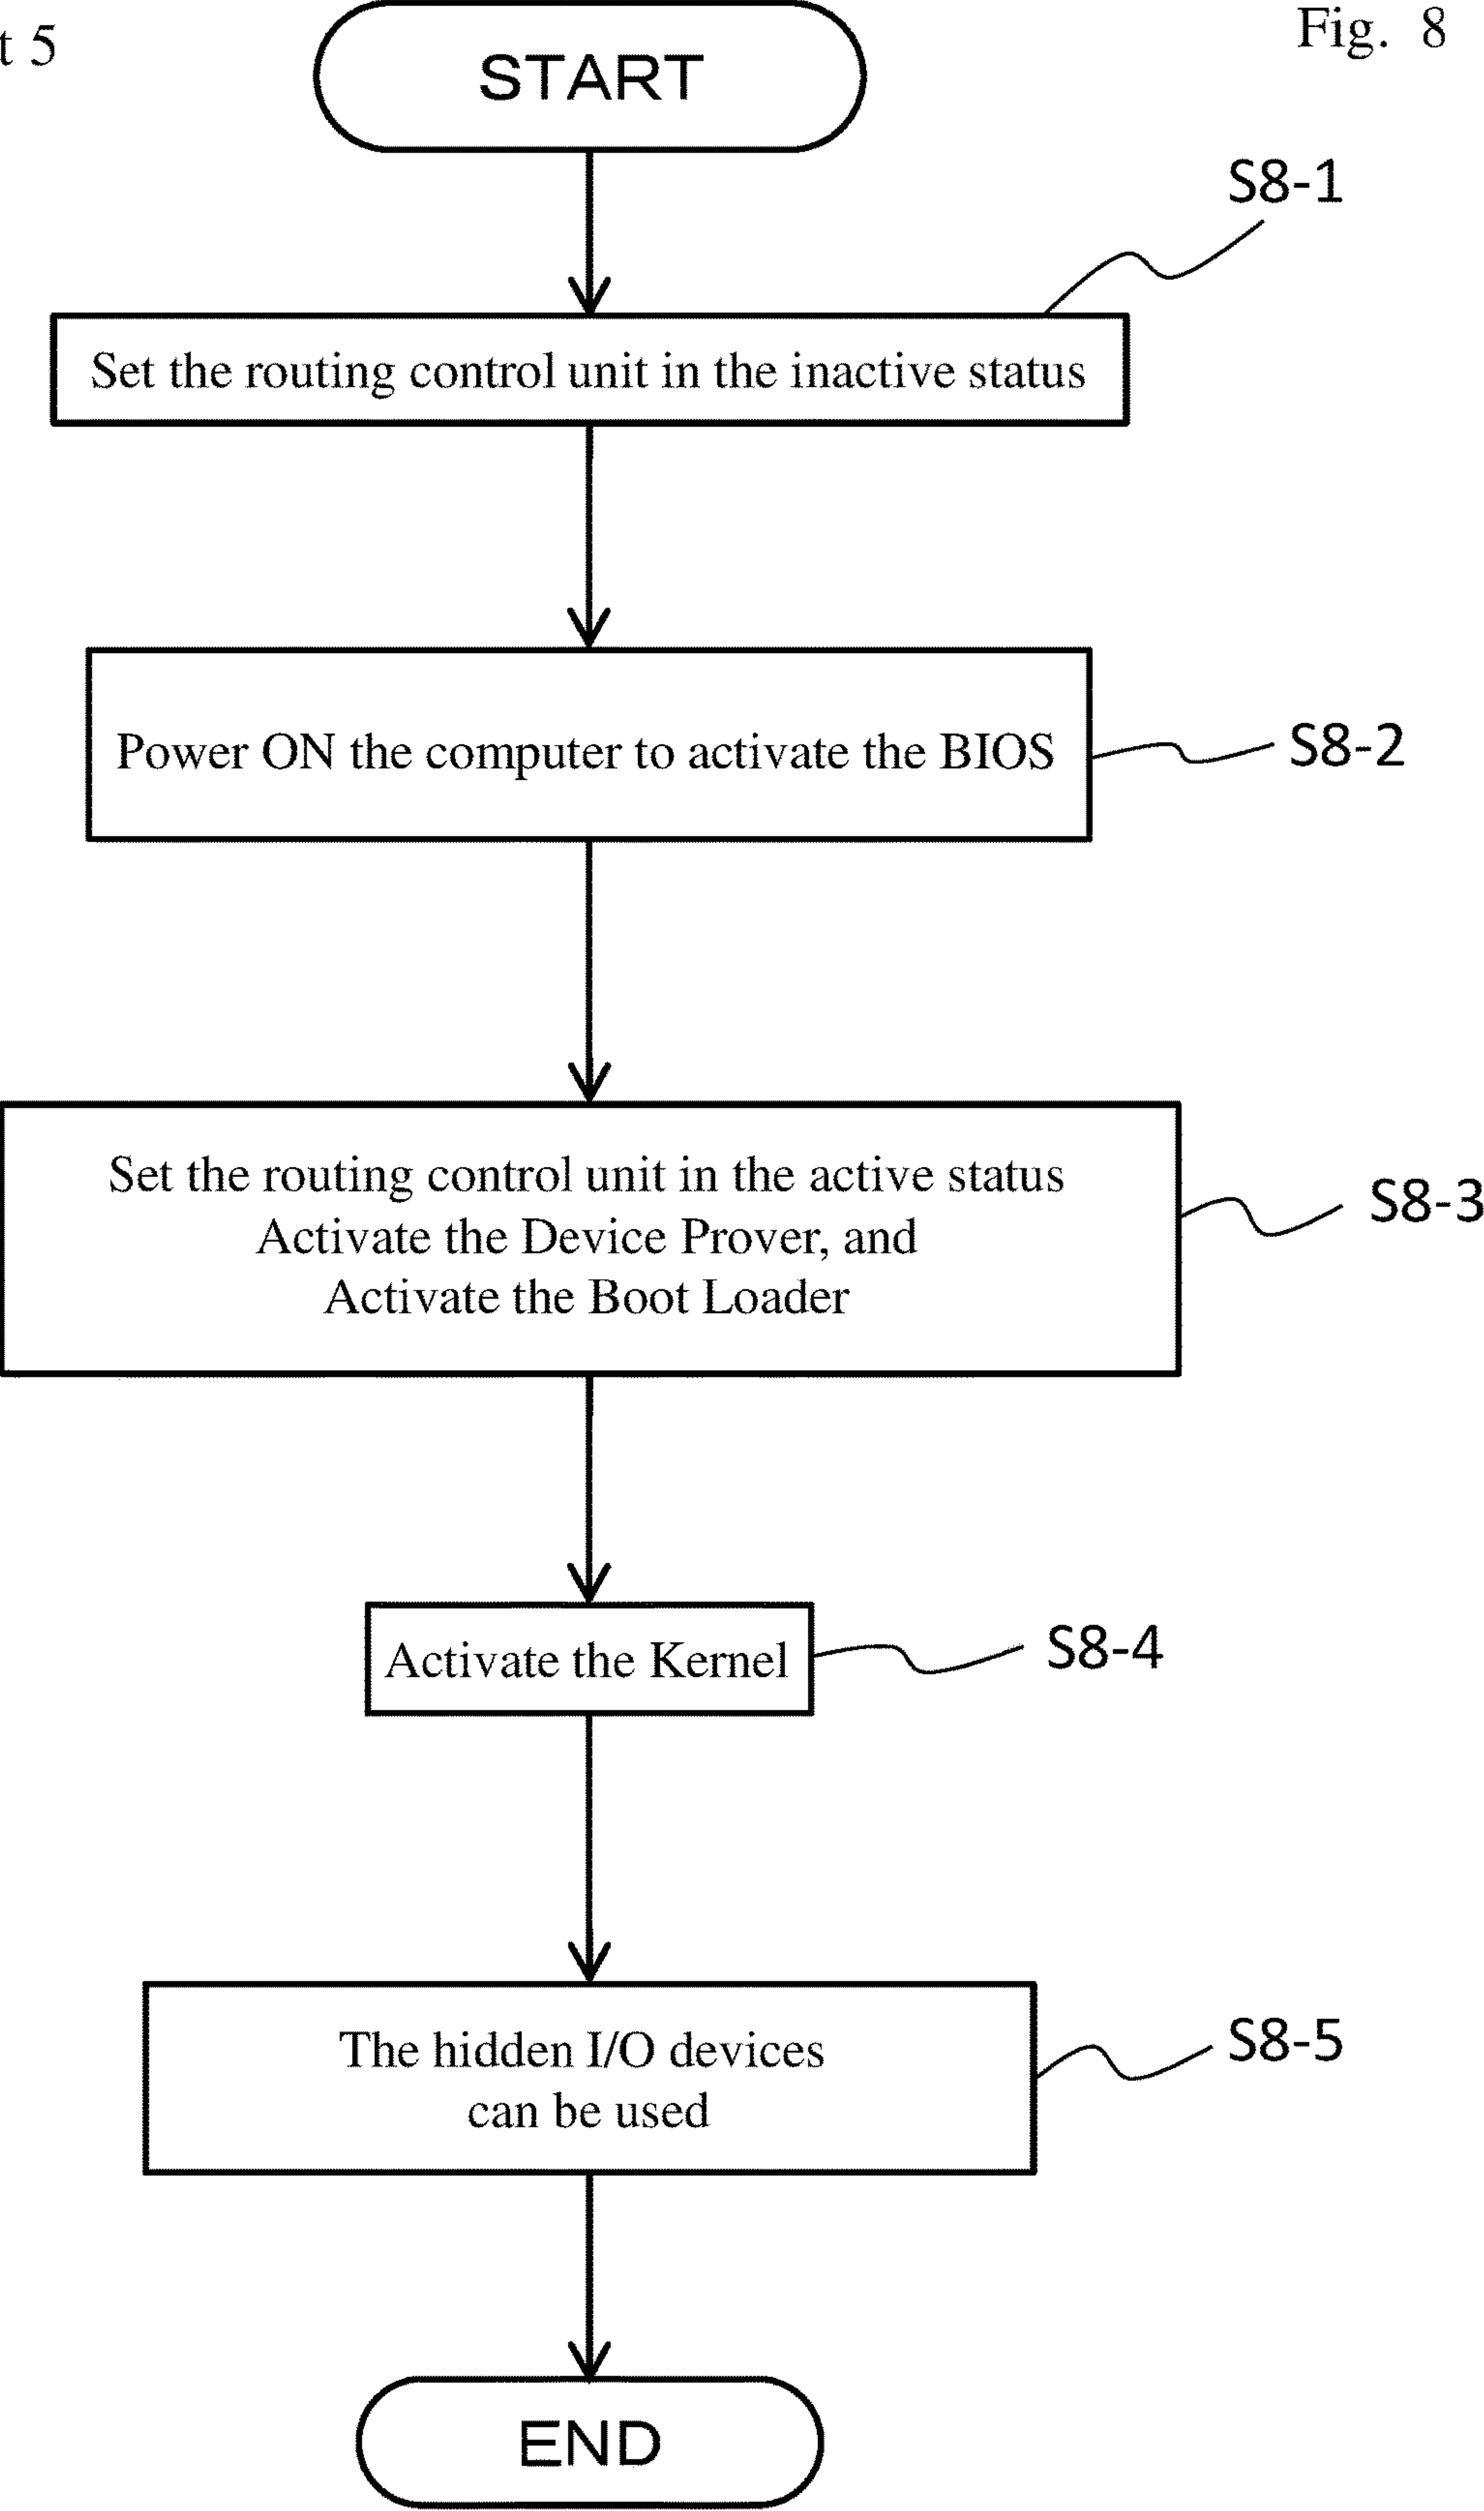 t 5
Fig. 8
START
S8-1
Set the routing control unit in the inactive status
Power ON the computer to activate the BIOS
S8-2
Set the routing control unit in the active status
Activate the Device Prover, and
Activate the Boot Loader
S8-3
Activate the Kernel
S8-4
The hidden I/O devices
can be used
S8-5
END